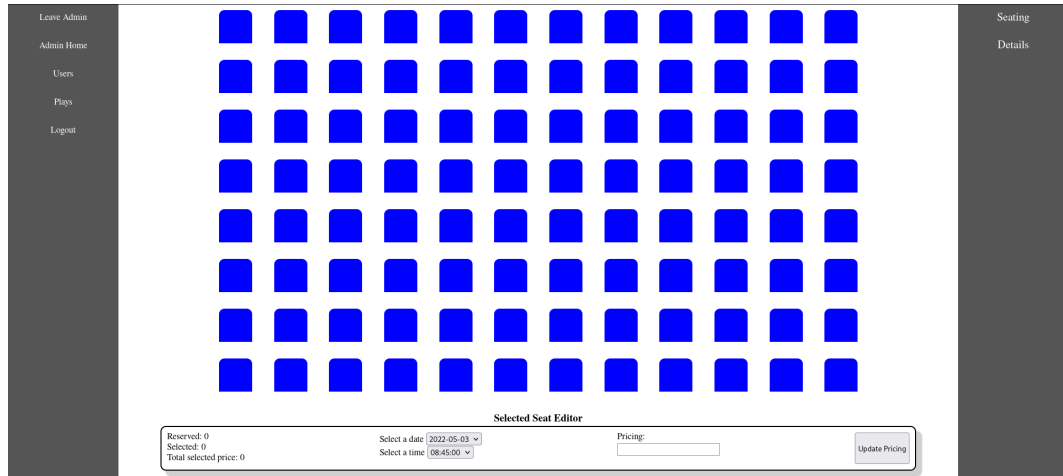 Leave Admin
Admin Home
Users
Plays
Logout
Seating
Details
Selected Seat Editor
Reserved: 0
Selected: 0
Total selected price: 0
Select a date 2022-05-03
Select a time 08:45:00
Pricing:
Update Pricing